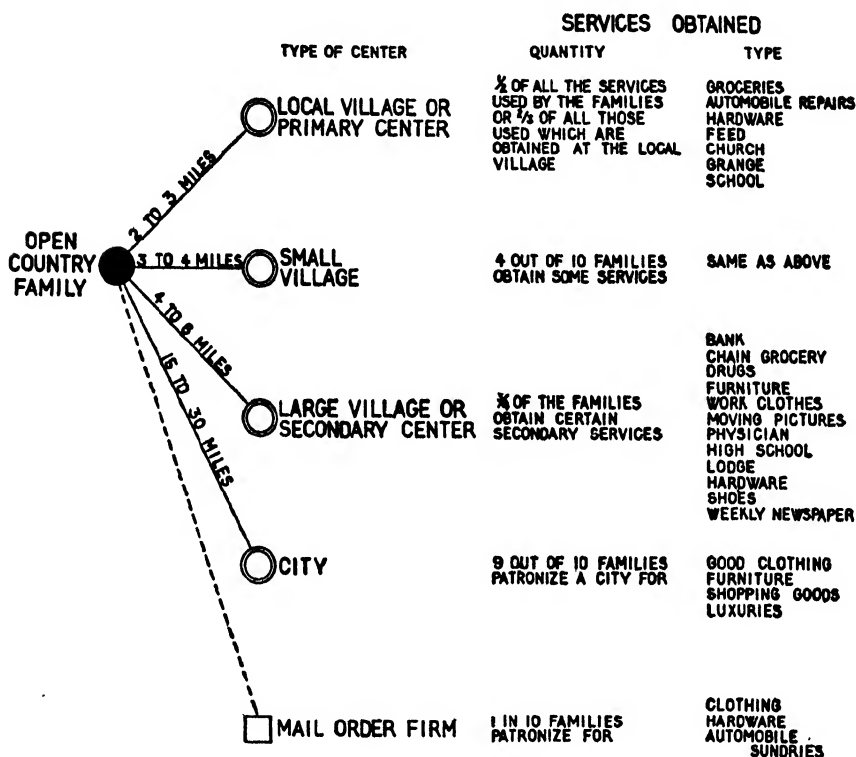 SERVICES OBTAINED
TYPE OF CENTER
QUANTITY
TYPE
OPEN
COUNTRY
FAMILY
2 TO 3 MILES
LOCAL VILLAGE OR
PRIMARY CENTER
½ OF ALL THE SERVICES
USED BY THE FAMILIES
OR ⅔ OF ALL THOSE
USED WHICH ARE
OBTAINED AT THE LOCAL
VILLAGE
GROCERIES
AUTOMOBILE REPAIRS
HARDWARE
FEED
CHURCH
GRANGE
SCHOOL
3 TO 4 MILES
SMALL
VILLAGE
4 OUT OF 10 FAMILIES
OBTAIN SOME SERVICES
SAME AS ABOVE
4 TO 6 MILES
LARGE VILLAGE OR
SECONDARY CENTER
OF THE FAMILIES
OBTAIN CERTAIN
SECONDARY SERVICES
BANK
CHAIN GROCERY
DRUGS
FURNITURE
WORK CLOTHES
MOVING PICTURES
PHYSICIAN
HIGH SCHOOL
LODGE
HARDWARE
SHOES
WEEKLY NEWSPAPER
15 TO 30 MILES
CITY
9 OUT OF 10 FAMILIES
PATRONIZE A CITY FOR
GOOD CLOTHING
FURNITURE
SHOPPING GOODS
LUXURIES
MAIL ORDER FIRM
1 IN 10 FAMILIES
PATRONIZE FOR
CLOTHING
HARDWARE
AUTOMOBILE
SUNDRIES